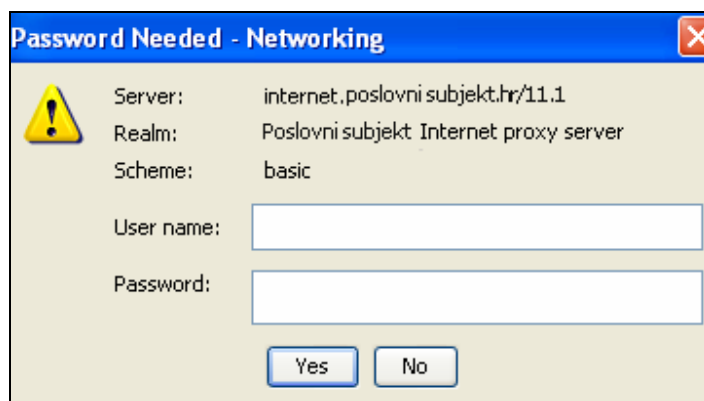 Password Needed - Networking
Server: internet.poslovni subjekt.hr/11.1
Realm: Poslovni subjekt Internet proxy server
Scheme: basic
User name:
Password:
Yes No